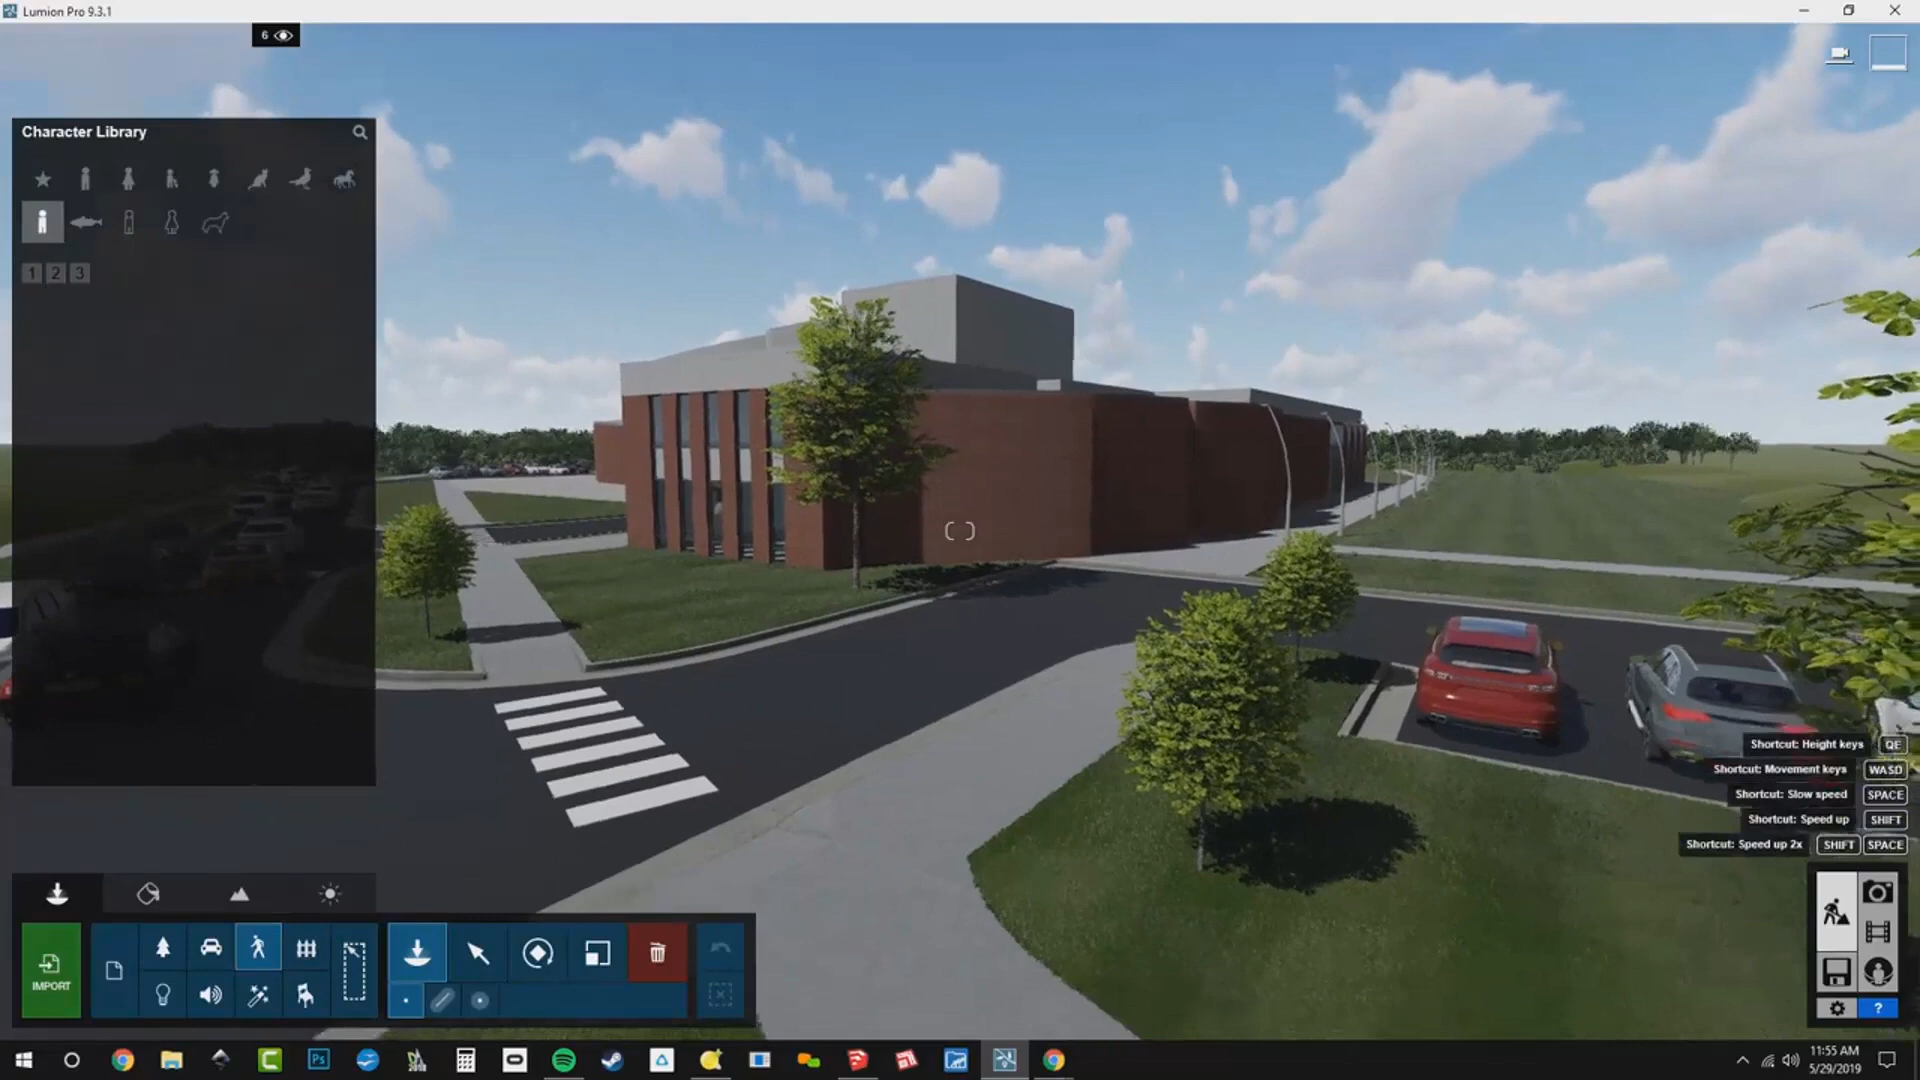 Lumion Pro 9.3.1
6
Character Library
1 2 3
Shortcut: Height keys QE
Shortcut: Movement keys WASD
Shortcut: Slow speed SPACE
Shortcut: Speed up SHIFT
Shortcut: Speed up 2x SHIFT SPACE
IMPORT
?
Ps
11:55 AM
5/29/2019